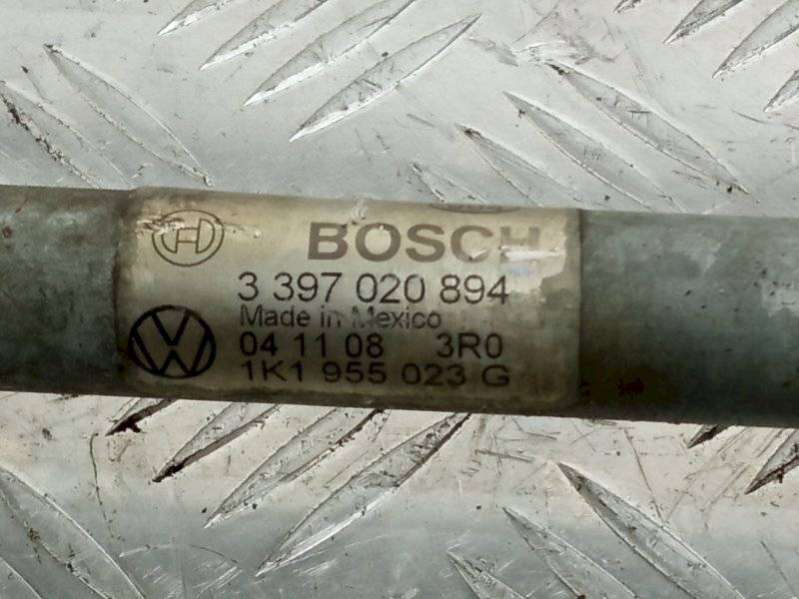 BOSCH
3 397 020 894
Made in Mexico
04 11 08 3R0
1K1 955 023 G